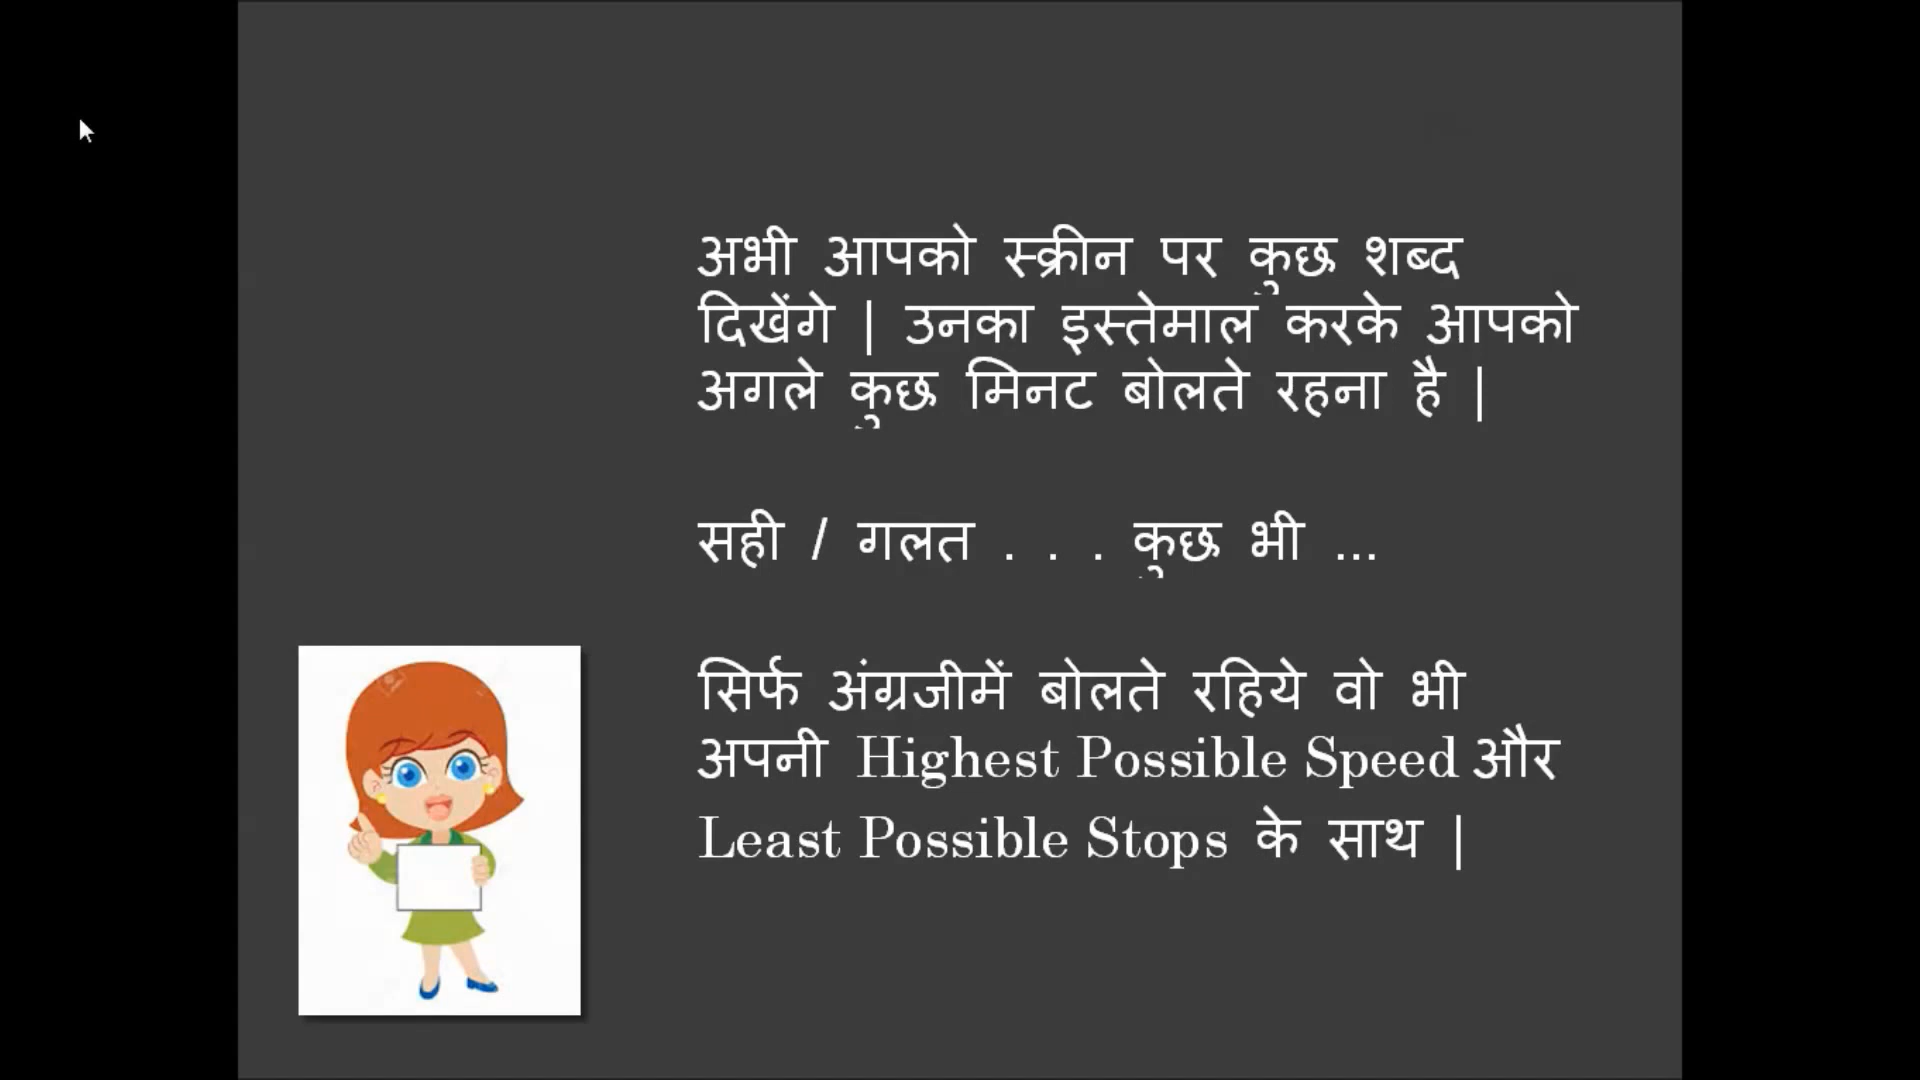 अभी आपको स्क्रीन पर कुछ शब्द
दिखेंगे | उनका इस्तेमाल करके आपको
अगले कुछ मिनट बोलते रहना है |
सही / गलत . . . कुछ भी ...
सिर्फ अंग्रजीमें बोलते रहिये वो भी
अपनी Highest Possible Speed और
Least Possible Stops के साथ |